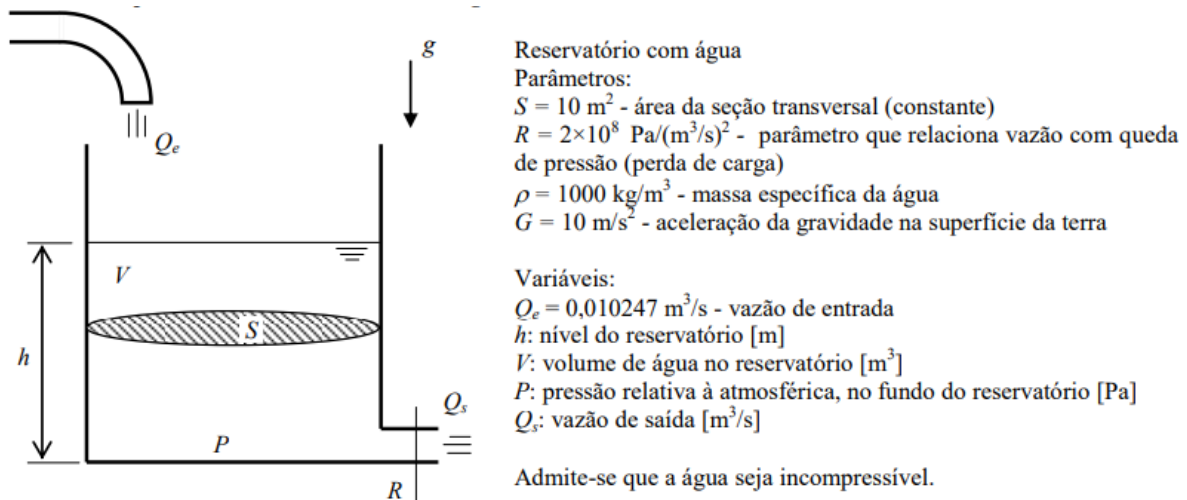 g
Q_e
V
S
h
Q_s
P
R
Reservatório com água
Parâmetros:
S = 10 m² - área da seção transversal (constante)
R = 2×10⁸ Pa/(m³/s)² - parâmetro que relaciona vazão com queda
de pressão (perda de carga)
ρ = 1000 kg/m³ - massa específica da água
G = 10 m/s² - aceleração da gravidade na superfície da terra
Variáveis:
Q_e = 0,010247 m³/s - vazão de entrada
h: nível do reservatório [m]
V: volume de água no reservatório [m³]
P: pressão relativa à atmosférica, no fundo do reservatório [Pa]
Q_s: vazão de saída [m³/s]
Admite-se que a água seja incompressível.